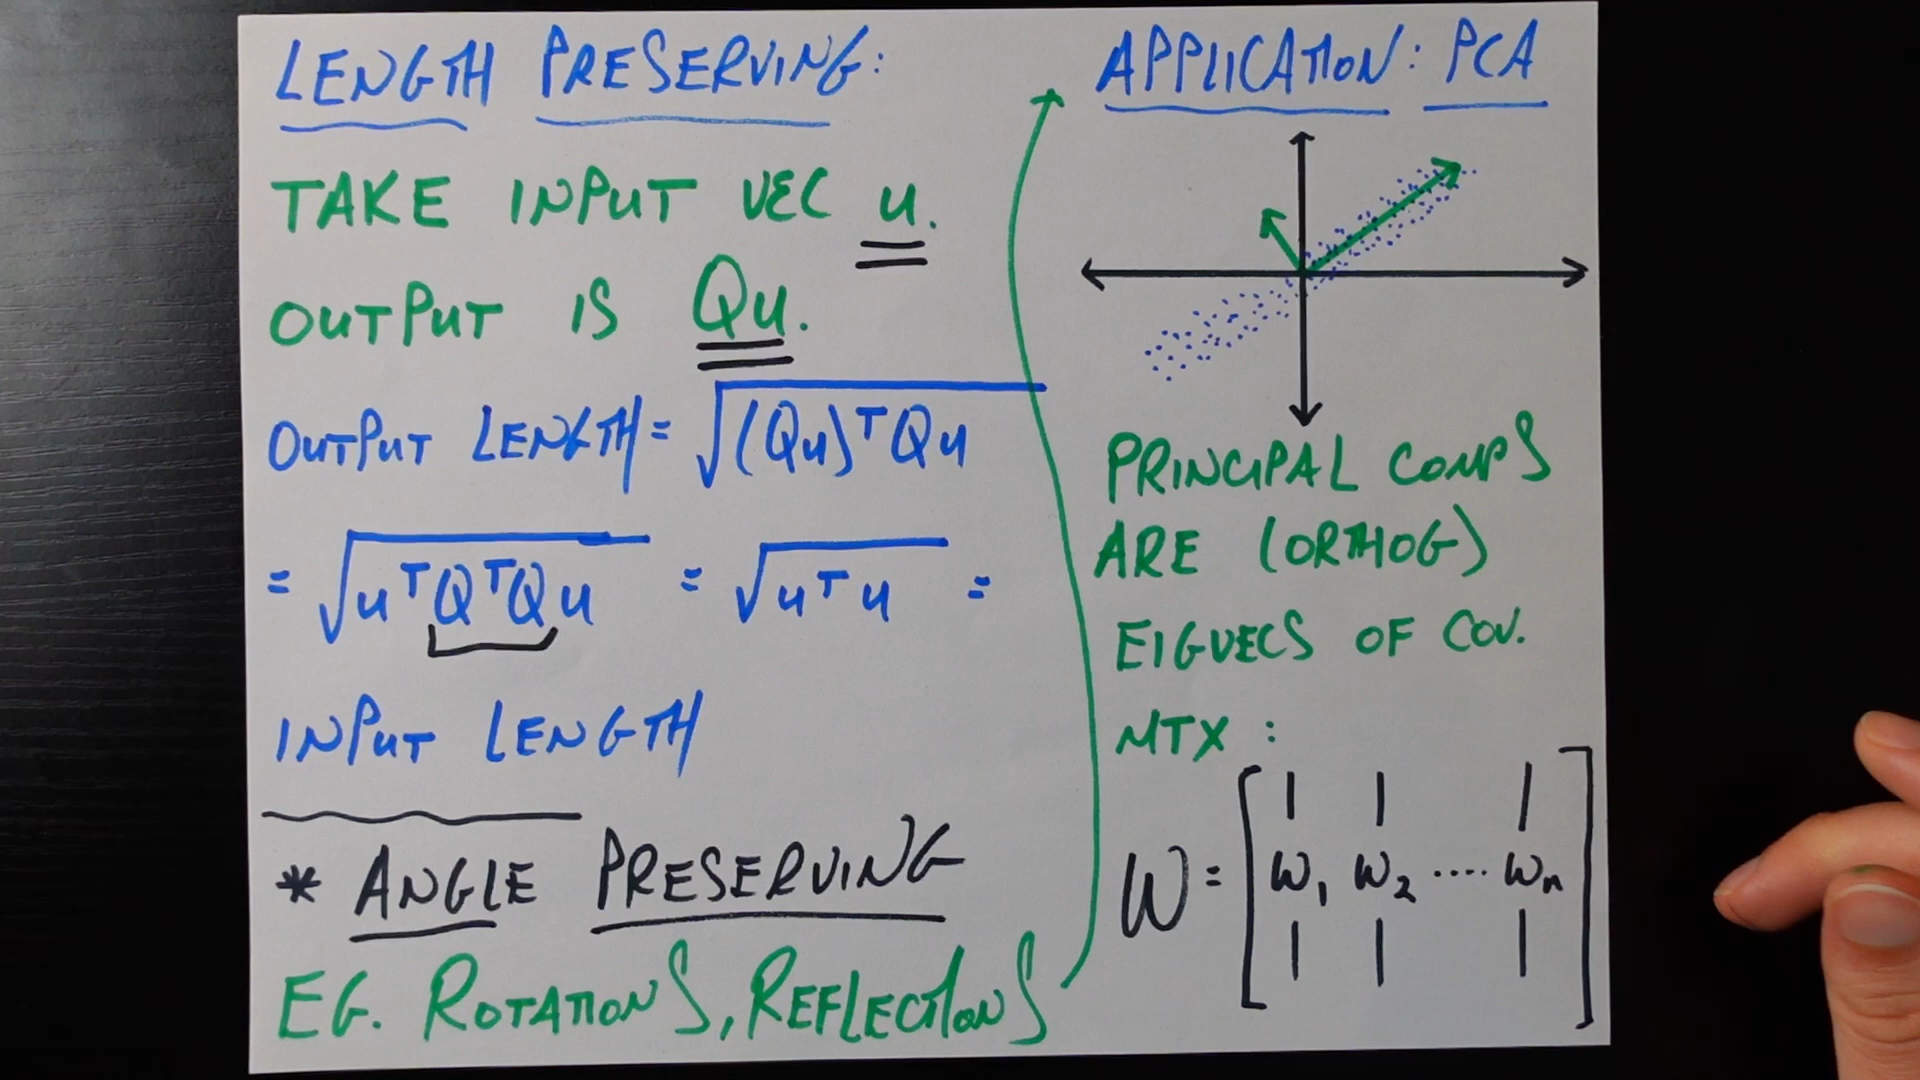 LENGTH PRESERVING:
TAKE INPUT VEC u.
OUTPUT IS Qu.
OUTPUT LENGTH = √(Qu)ᵀQu
= √uᵀQᵀQu = √uᵀu =
INPUT LENGTH
* ANGLE PRESERVING
EG. ROTATIONS, REFLECTIONS
APPLICATION: PCA
PRINCIPAL COMPS
ARE (ORTHOG)
EIGVECS OF COV.
MTX:
W = [ | | |
w₁ w₂ .... wₙ
| | | ]